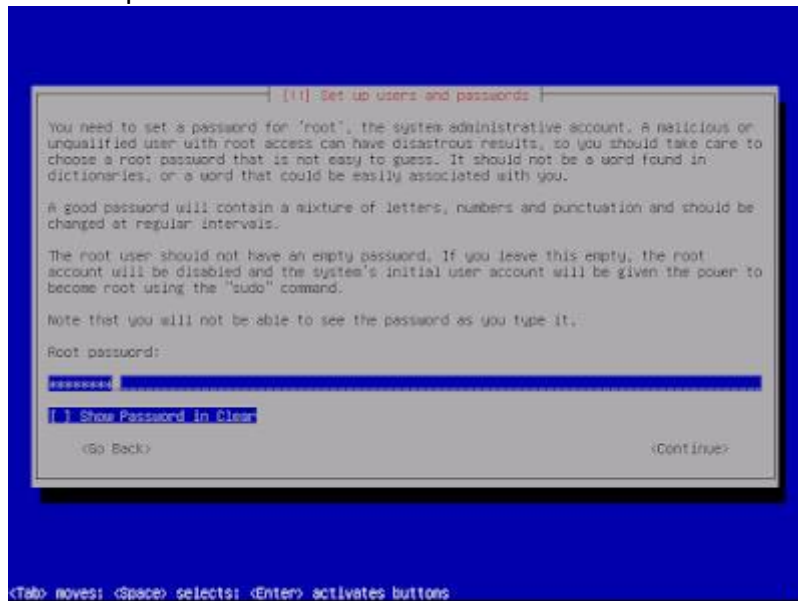 [!!] Set up users and passwords
You need to set a password for 'root', the system administrative account. A malicious or
unqualified user with root access can have disastrous results, so you should take care to
choose a root password that is not easy to guess. It should not be a word found in
dictionaries, or a word that could be easily associated with you.
A good password will contain a mixture of letters, numbers and punctuation and should be
changed at regular intervals.
The root user should not have an empty password. If you leave this empty, the root
account will be disabled and the system's initial user account will be given the power to
become root using the "sudo" command.
Note that you will not be able to see the password as you type it.
Root password:
********
[ ] Show Password in Clear
<Go Back> <Continue>
<Tab> moves; <Space> selects; <Enter> activates buttons